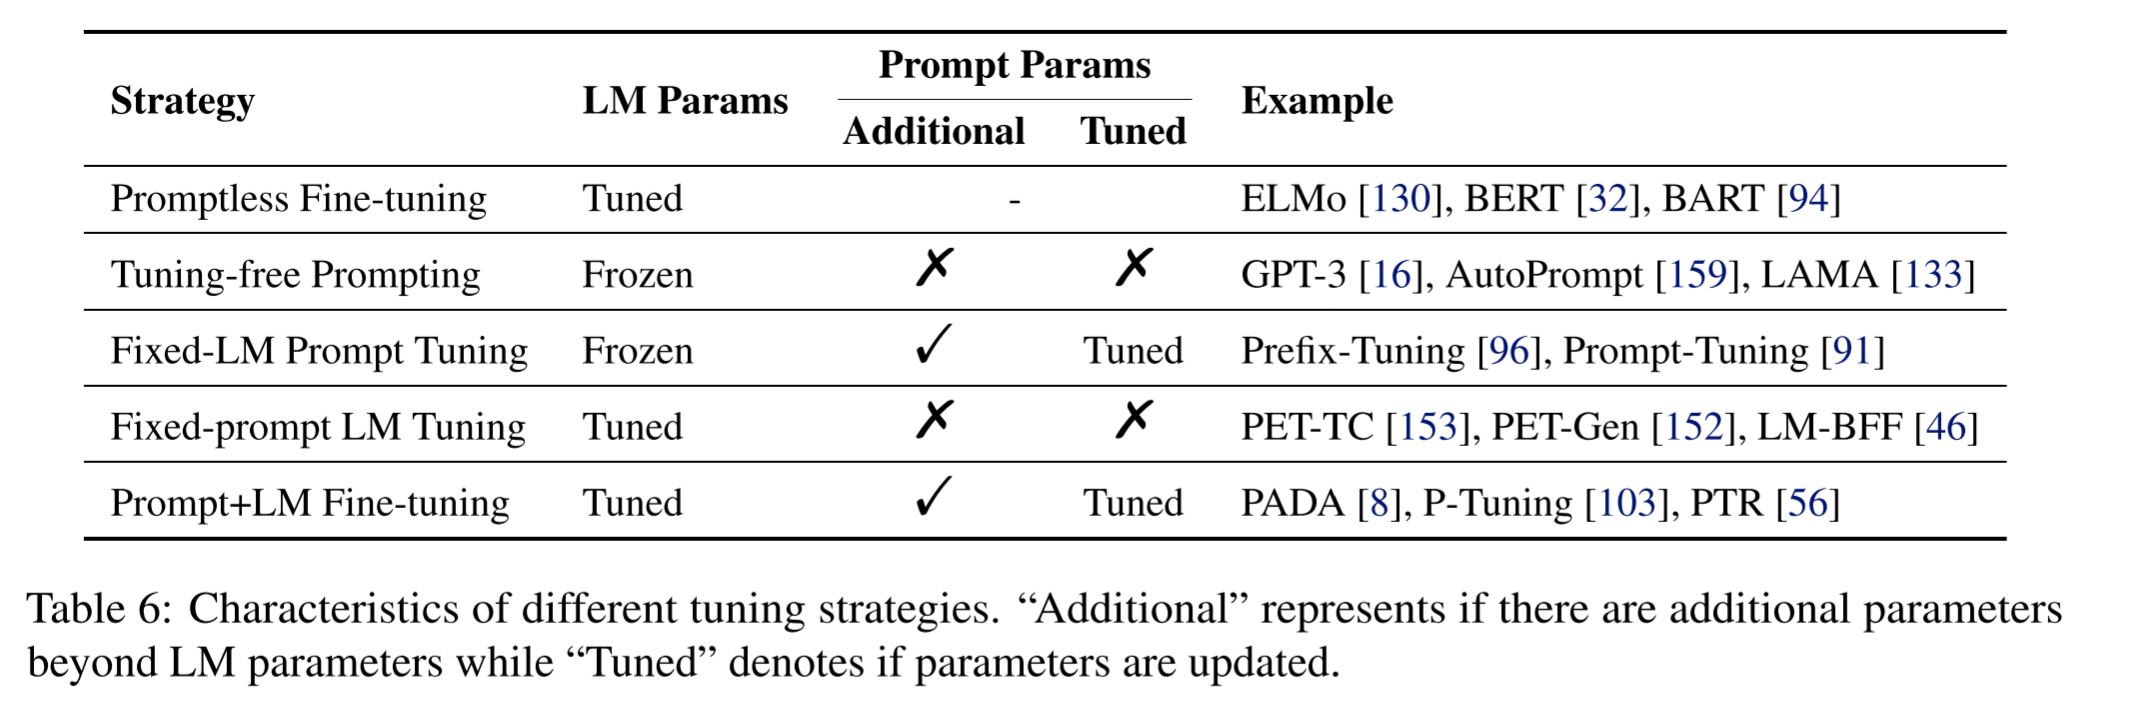 Prompt Params
Strategy LM Params Example
Additional Tuned
Promptless Fine-tuning Tuned - ELMo [130], BERT [32], BART [94]
Tuning-free Prompting Frozen ✗ ✗ GPT-3 [16], AutoPrompt [159], LAMA [133]
Fixed-LM Prompt Tuning Frozen ✓ Tuned Prefix-Tuning [96], Prompt-Tuning [91]
Fixed-prompt LM Tuning Tuned ✗ ✗ PET-TC [153], PET-Gen [152], LM-BFF [46]
Prompt+LM Fine-tuning Tuned ✓ Tuned PADA [8], P-Tuning [103], PTR [56]
Table 6: Characteristics of different tuning strategies. “Additional” represents if there are additional parameters
beyond LM parameters while “Tuned” denotes if parameters are updated.